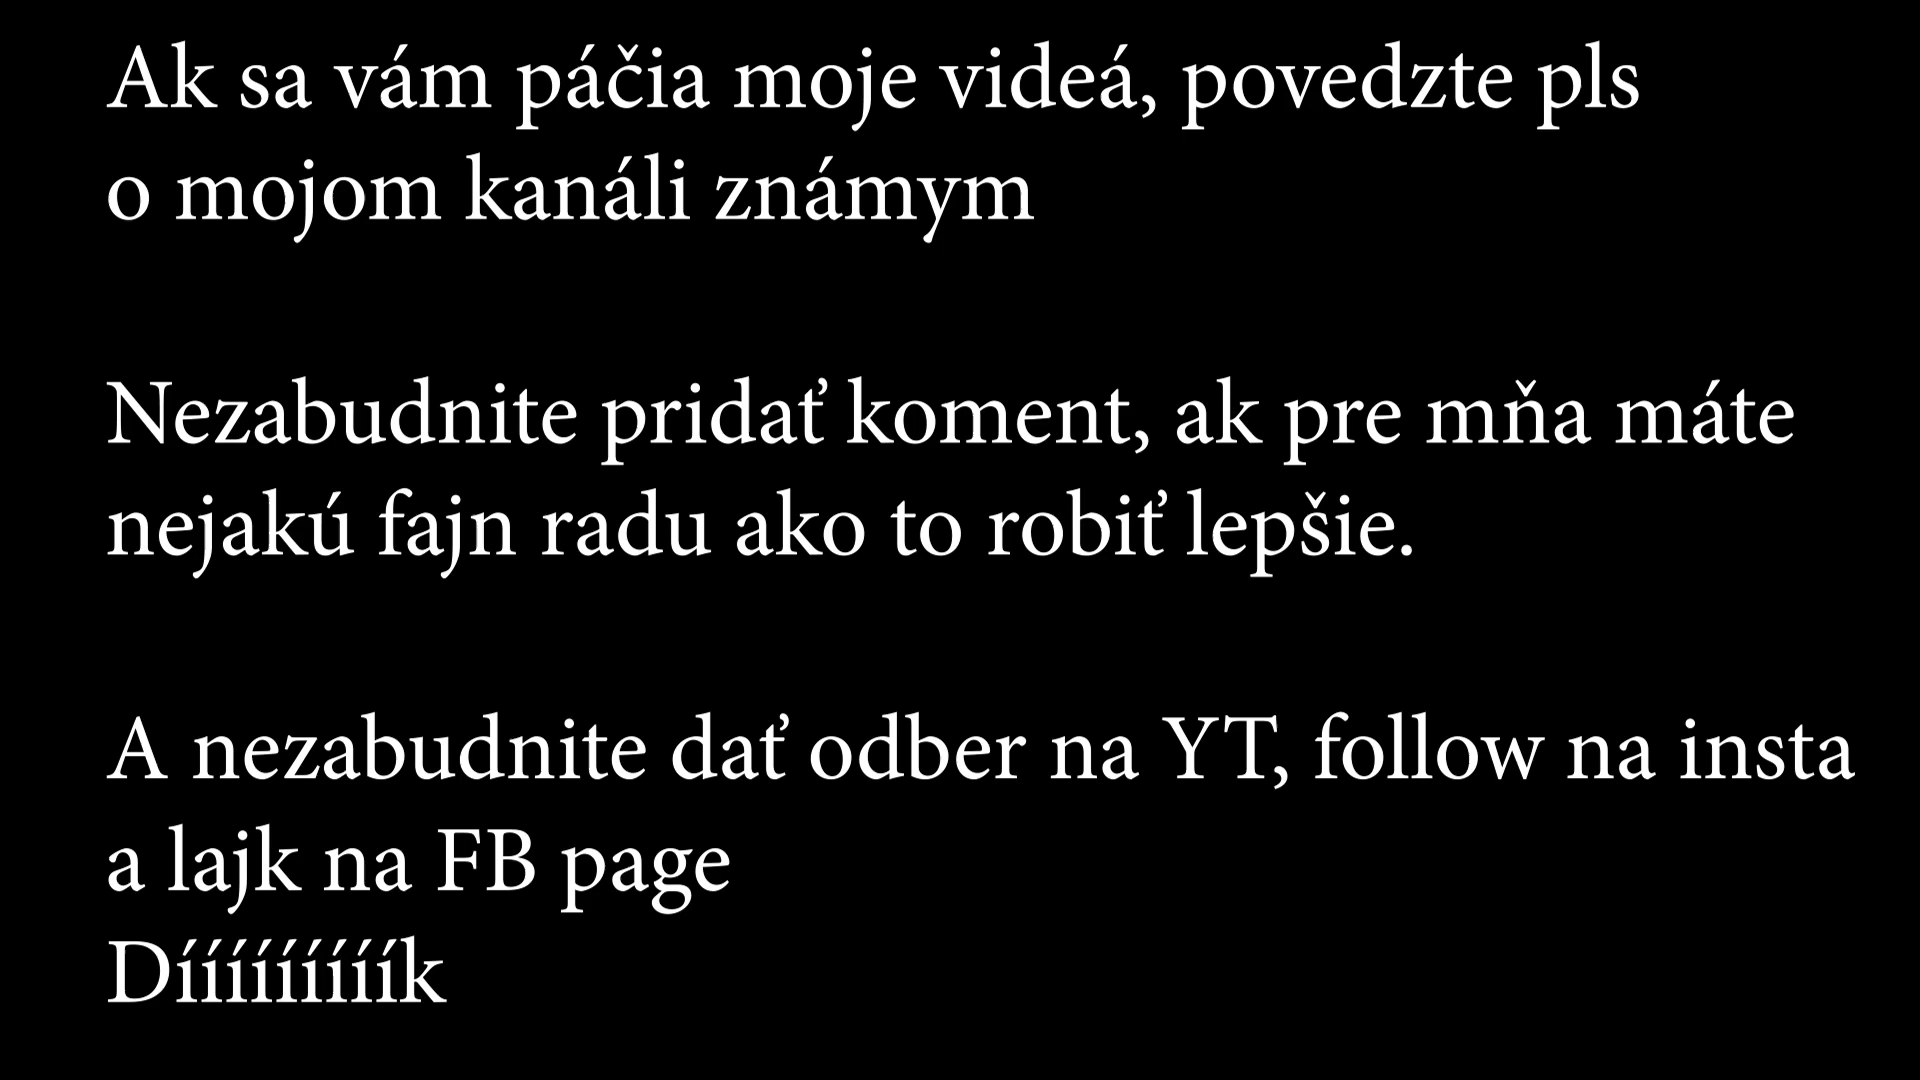 Ak sa vám páčia moje videá, povedzte pls
o mojom kanáli známym
Nezabudnite pridať koment, ak pre mňa máte
nejakú fajn radu ako to robiť lepšie.
A nezabudnite dať odber na YT, follow na insta
a lajk na FB page
Dííííííííík